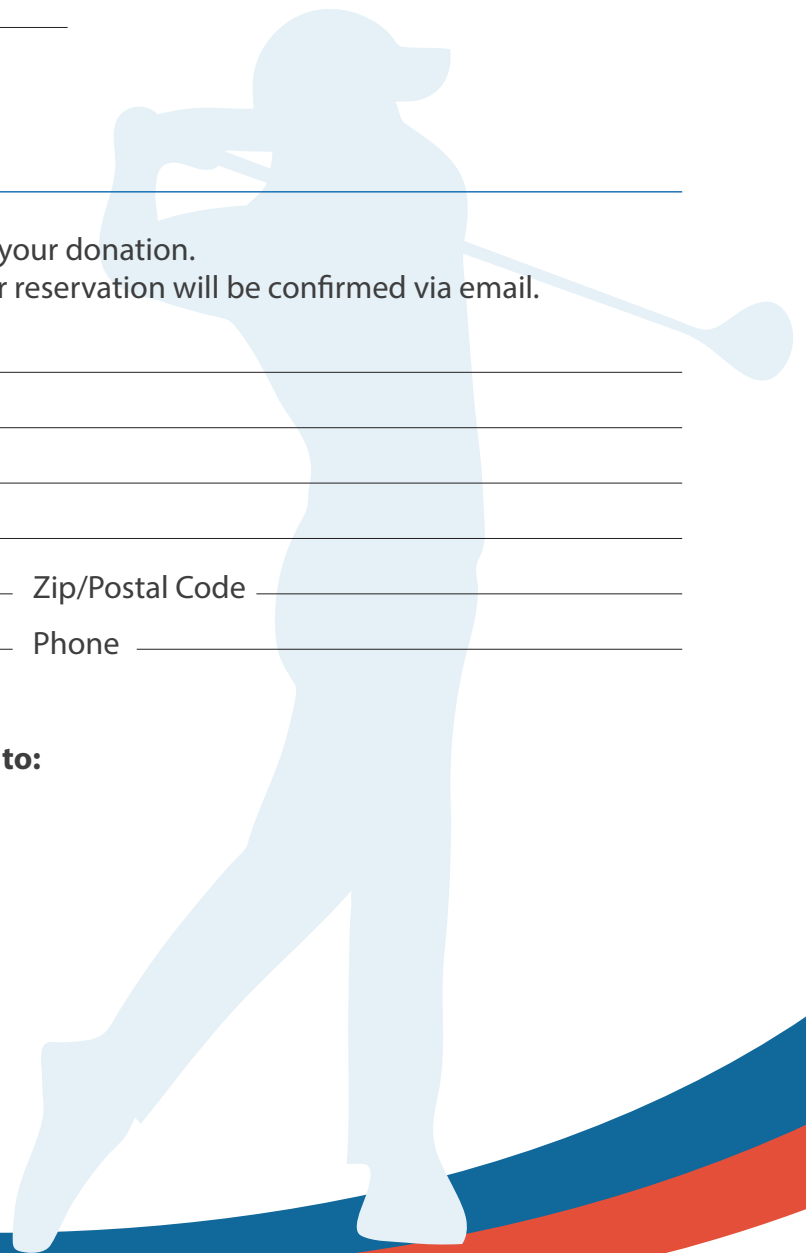 your donation.
reservation will be confirmed via email.
Zip/Postal Code
Phone
to: